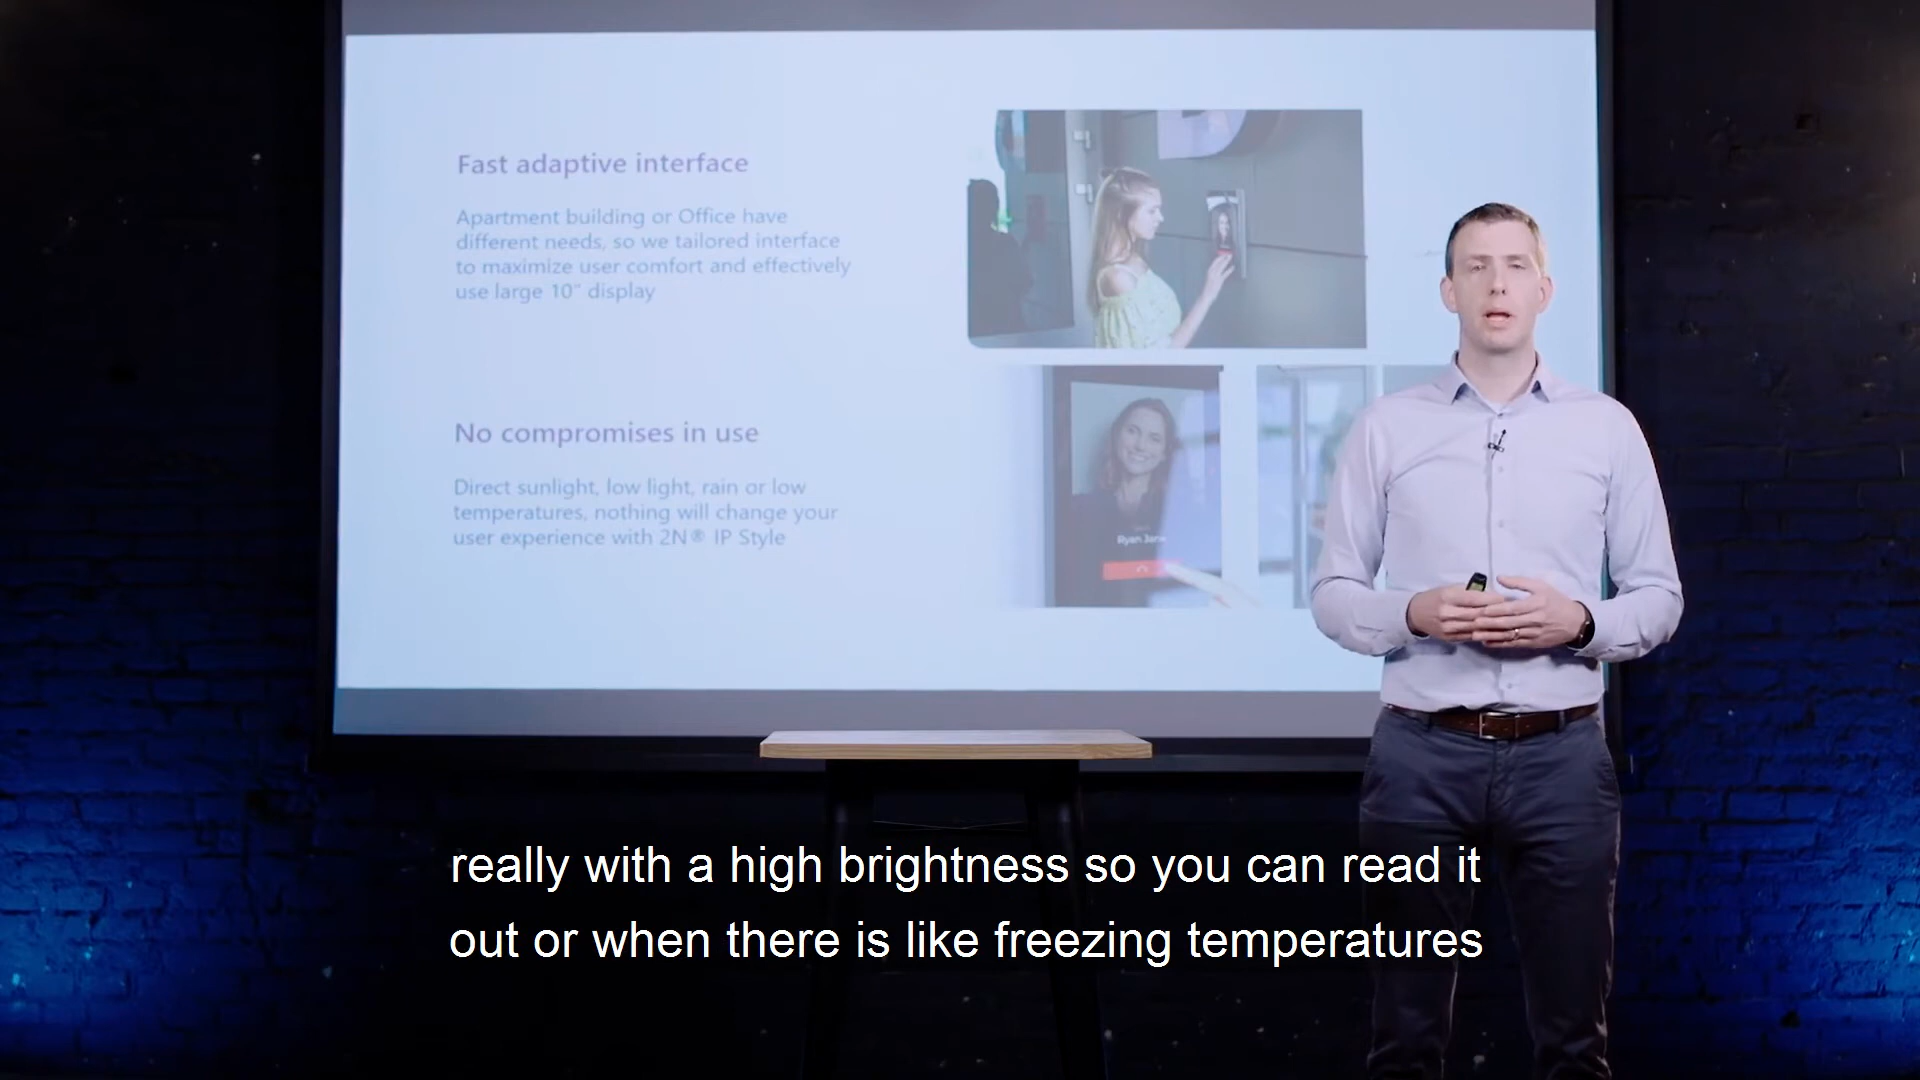 Fast adaptive interface
Apartment building or Office have
different needs, so we tailored interface
to maximize user comfort and effectively
use large 10" display
No compromises in use
Direct sunlight, low light, rain or low
temperatures, nothing will change your
user experience with 2N® IP Style
Ryan Jane
really with a high brightness so you can read it
out or when there is like freezing temperatures